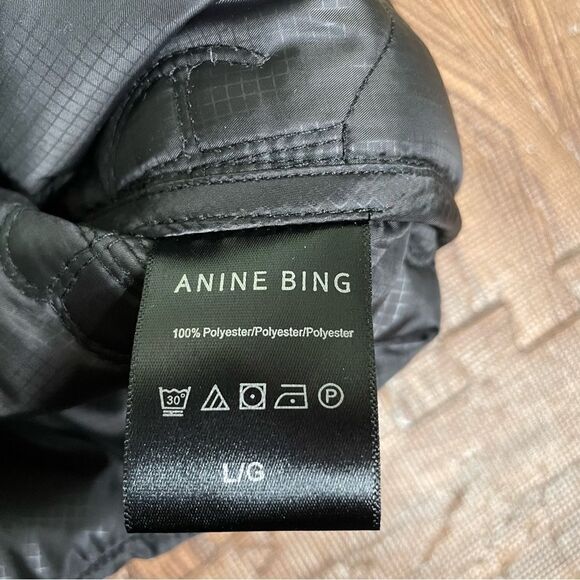 ANINE BING
100% Polyester/Polyester/Polyester
30° P
L/G